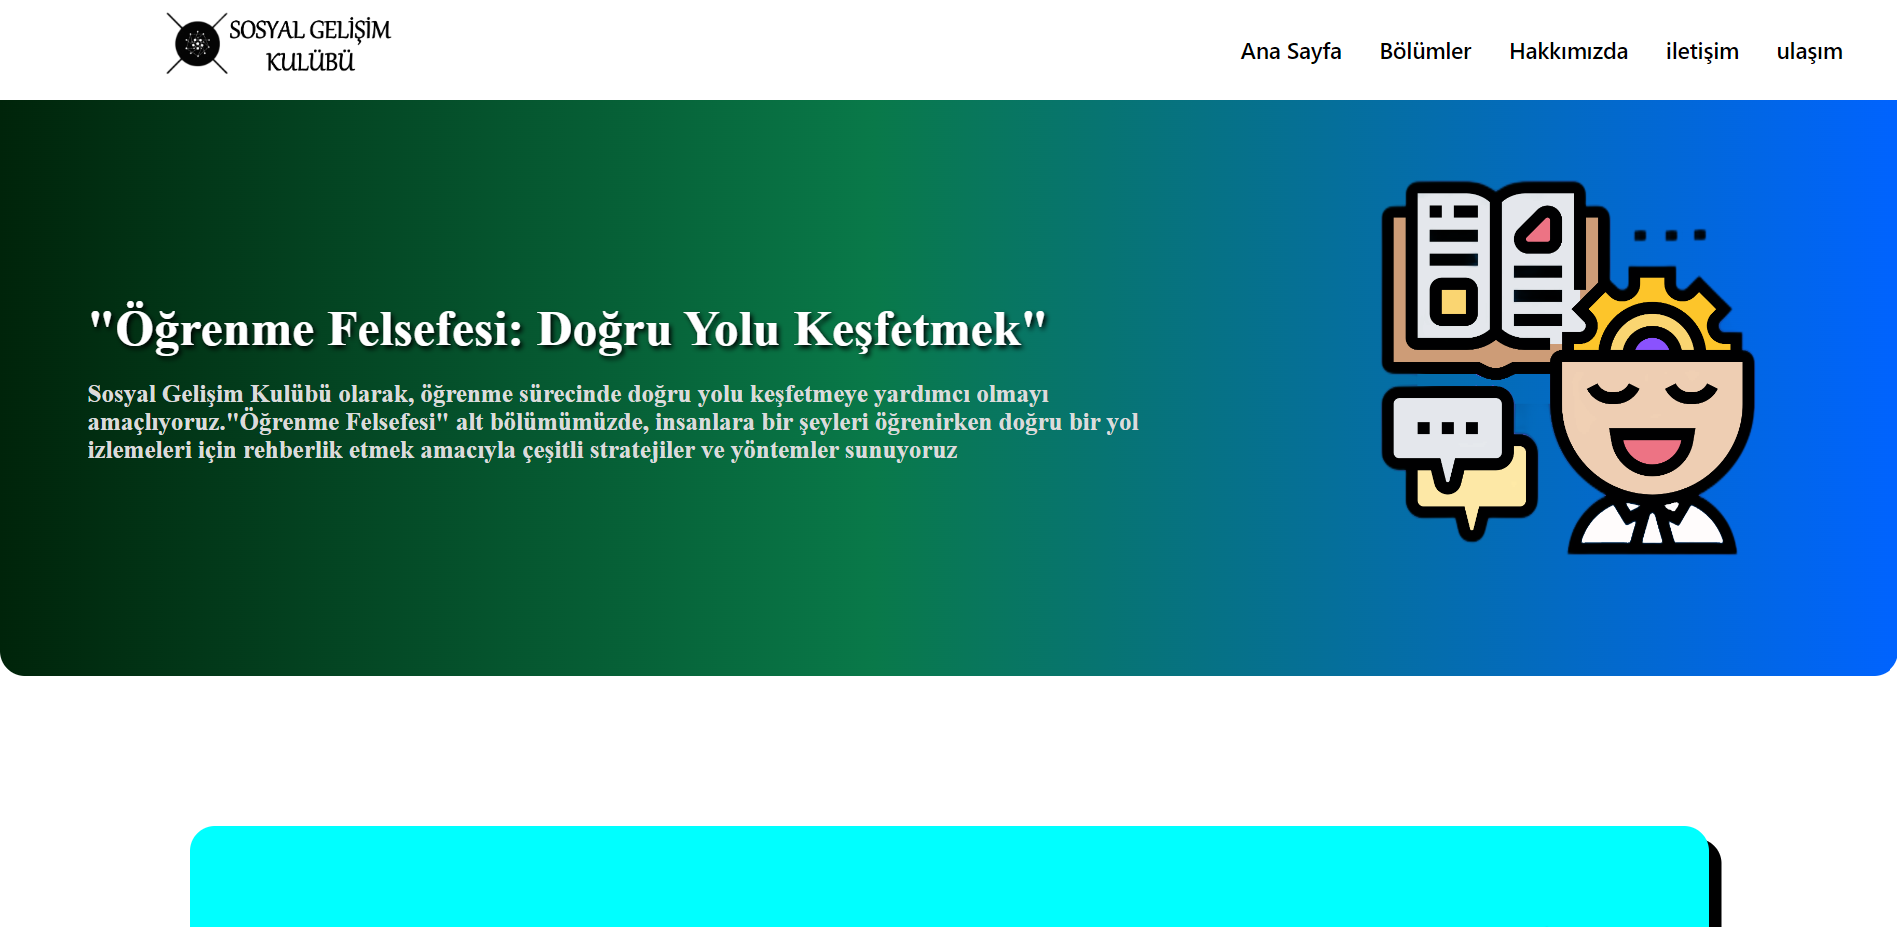 SOSYAL GELİŞİM
KULÜBÜ
Ana Sayfa Bölümler Hakkımızda iletişim ulaşım
"Öğrenme Felsefesi: Doğru Yolu Keşfetmek"
Sosyal Gelişim Kulübü olarak, öğrenme sürecinde doğru yolu keşfetmeye yardımcı olmayı
amaçlıyoruz."Öğrenme Felsefesi" alt bölümümüzde, insanlara bir şeyleri öğrenirken doğru bir yol
izlemeleri için rehberlik etmek amacıyla çeşitli stratejiler ve yöntemler sunuyoruz